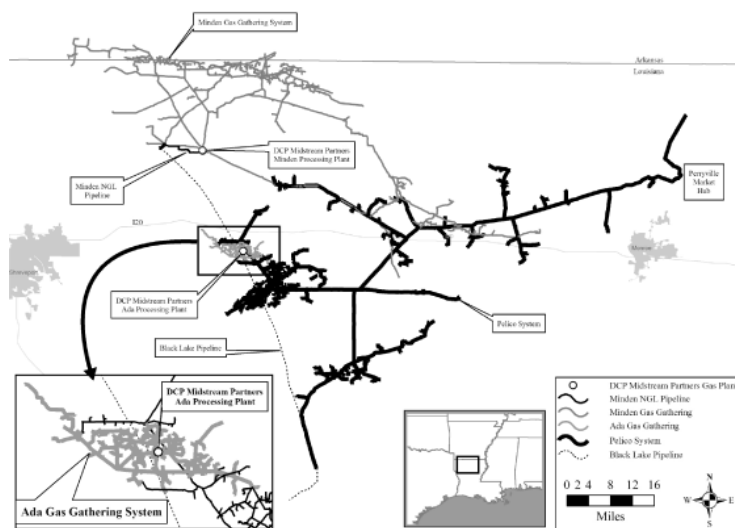 Minden Gas Gathering System
Arkansas
Louisiana
DCP Midstream Partners
Minden Processing Plant
Minden NGL
Pipeline
Perryville
Market
Hub
I20
Monroe
Shreveport
DCP Midstream Partners
Ada Processing Plant
Pelico System
Black Lake Pipeline
DCP Midstream Partners
Ada Processing Plant
Ada Gas Gathering System
DCP Midstream Partners Gas Plant
Minden NGL Pipeline
Minden Gas Gathering
Ada Gas Gathering
Pelico System
Black Lake Pipeline
0 2 4 8 12 16
Miles
N
W E
S